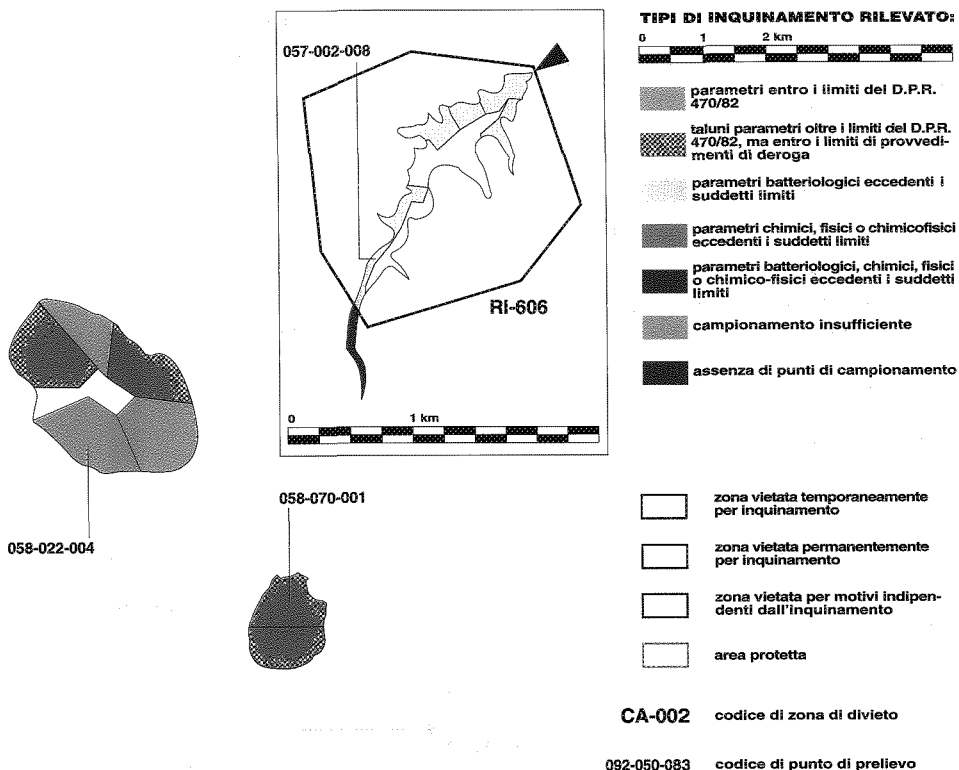 TIPI DI INQUINAMENTO RILEVATO:
0 1 2 km
parametri entro i limiti del D.P.R.
470/82
taluni parametri oltre i limiti del D.P.R.
470/82, ma entro i limiti di provvedi-
menti di deroga
parametri batteriologici eccedenti i
suddetti limiti
parametri chimici, fisici o chimicofisici
eccedenti i suddetti limiti
parametri batteriologici, chimici, fisici
o chimico-fisici eccedenti i suddetti
limiti
campionamento insufficiente
assenza di punti di campionamento
057-002-008
RI-606
0 1 km
058-022-004
058-070-001
zona vietata temporaneamente
per inquinamento
zona vietata permanentemente
per inquinamento
zona vietata per motivi indipen-
denti dall'inquinamento
area protetta
CA-002 codice di zona di divieto
092-050-083 codice di punto di prelievo